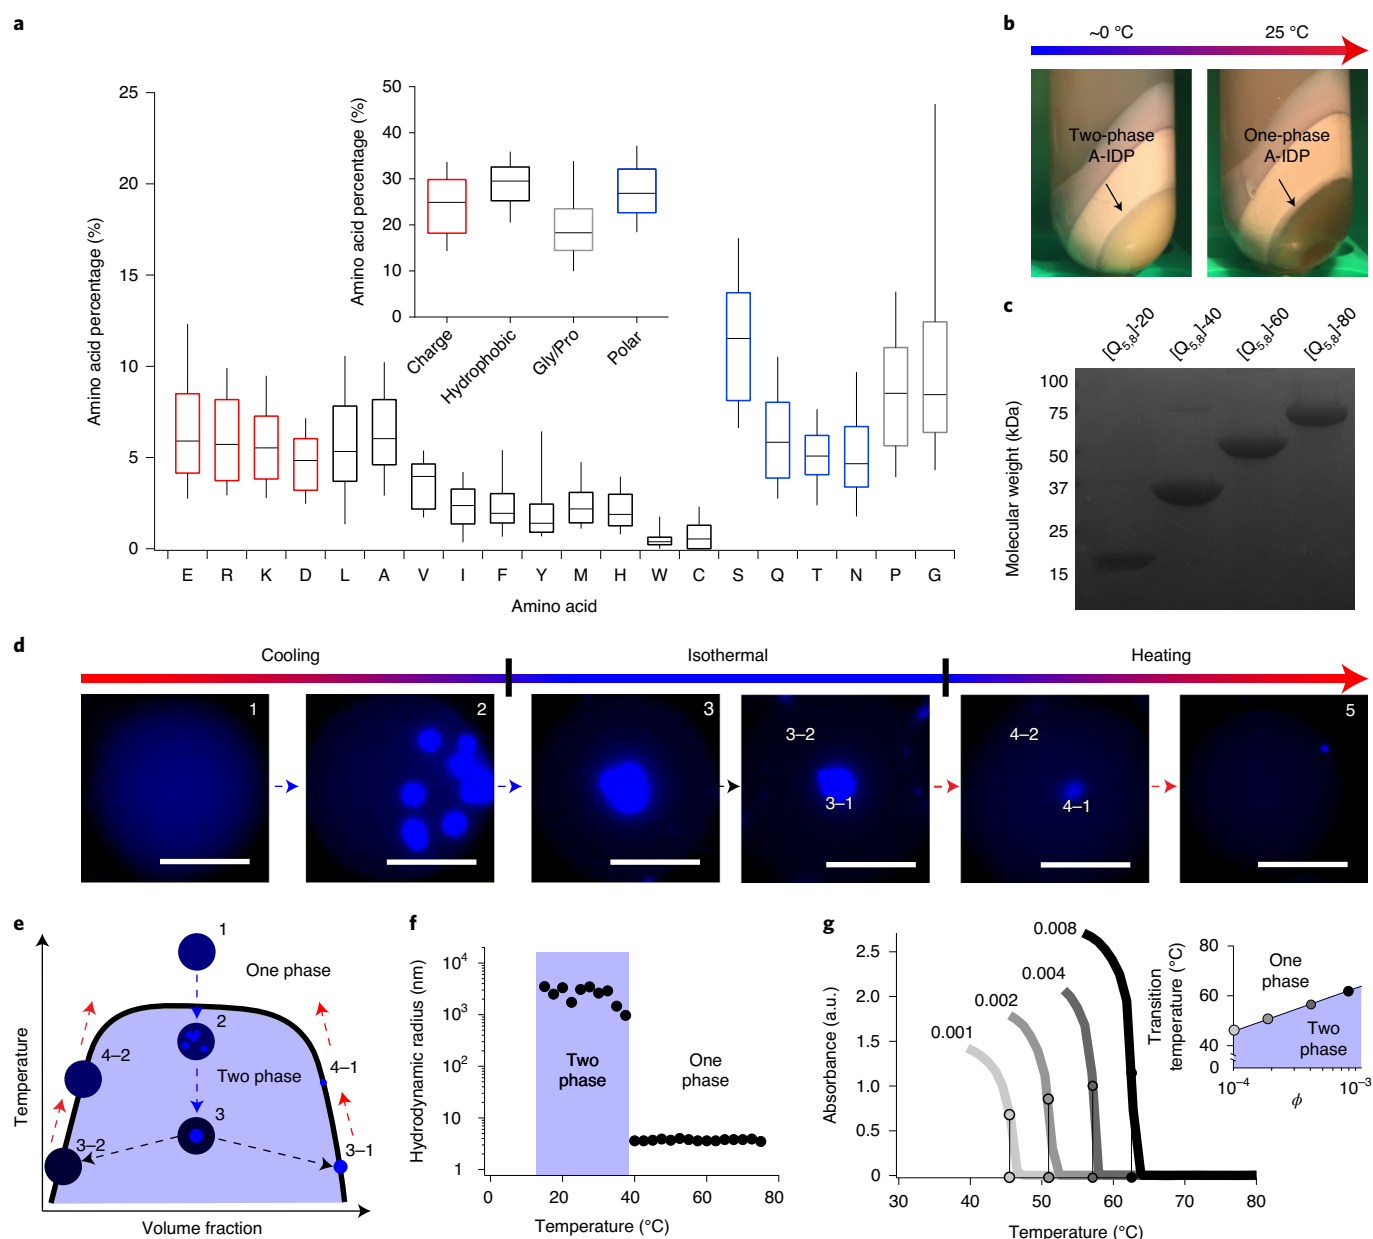 a
Amino acid percentage (%)
25
20
15
10
5
0
E R K D L A V I F Y M H W C S Q T N P G
Amino acid
Amino acid percentage (%)
50
40
30
20
10
0
Charge
Hydrophobic
Gly/Pro
Polar
b
~0 °C
25 °C
Two-phase
A-IDP
One-phase
A-IDP
c
[Q5,8]-20
[Q5,8]-40
[Q5,8]-60
[Q5,8]-80
Molecular weight (kDa)
100
75
50
37
25
15
d
Cooling
Isothermal
Heating
1
2
3
3–2
3–1
4–2
4–1
5
e
Temperature
1
One phase
2
4–2
Two phase
4–1
3
3–2
3–1
Volume fraction
f
Hydrodynamic radius (nm)
10^4
10^3
10^2
10
1
Two
phase
One
phase
0 20 40 60 80
Temperature (°C)
g
Absorbance (a.u.)
2.5
2.0
1.5
1.0
0.5
0
0.008
0.004
0.002
0.001
30 40 50 60 70 80
Temperature (°C)
Transition
temperature (°C)
80
60
40
0
One
phase
Two
phase
10^−4
10^−3
ϕ